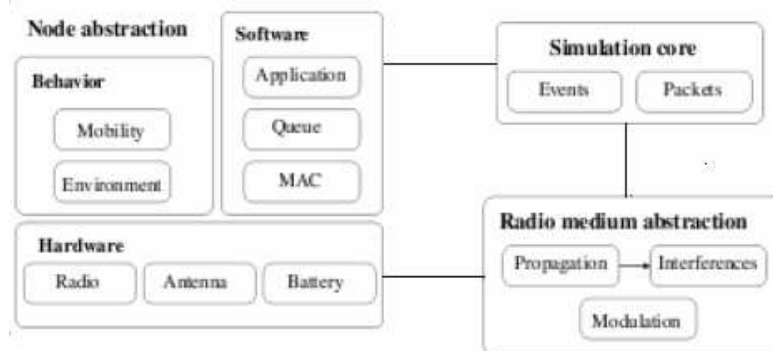 Node abstraction
Behavior
Mobility
Environment
Software
Application
Queue
MAC
Hardware
Radio
Antenna
Battery
Simulation core
Events
Packets
Radio medium abstraction
Propagation
Interferences
Modulation